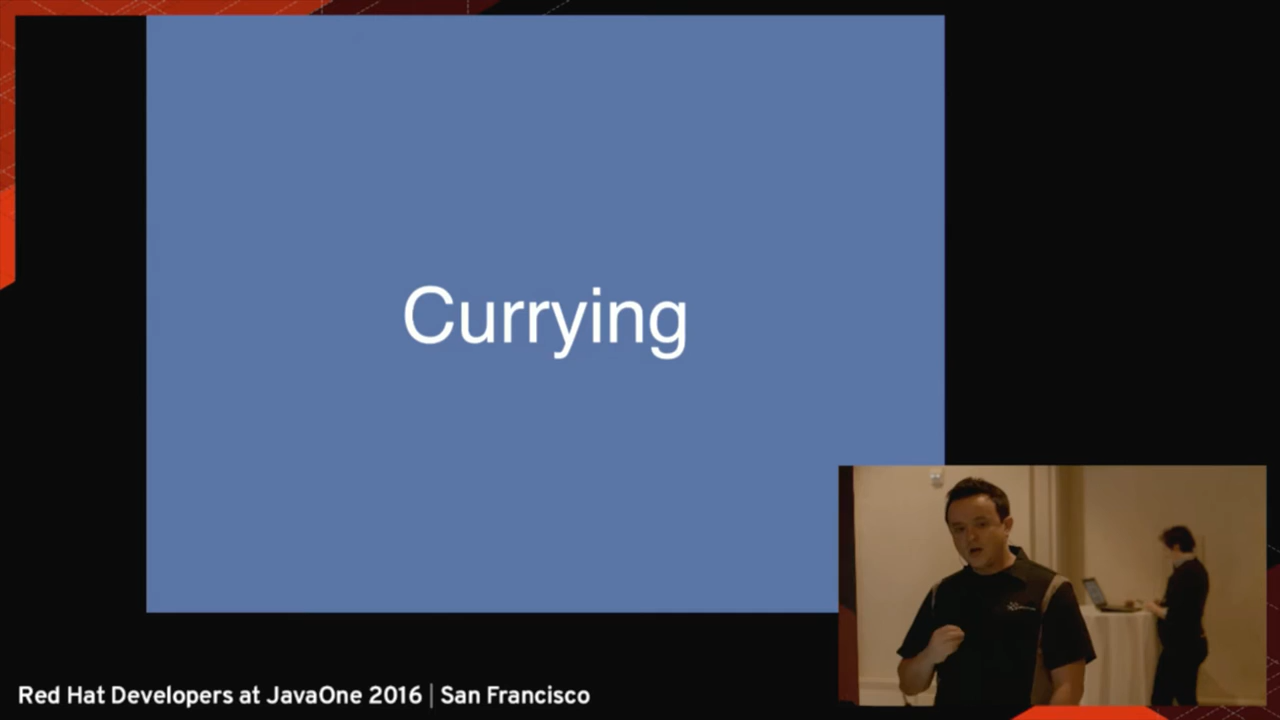 Currying
Red Hat Developers at JavaOne 2016 | San Francisco